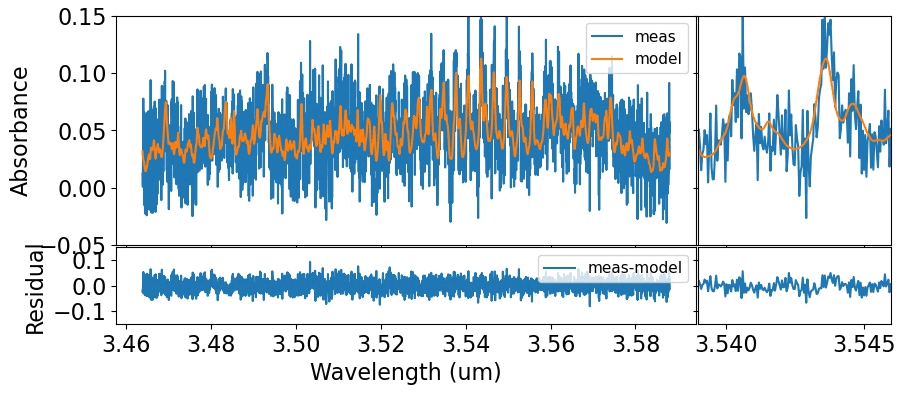 0.15
0.10
0.05
0.00
−0.05
Absorbance
meas
model
0.1
0.0
−0.1
Residual
meas-model
3.46 3.48 3.50 3.52 3.54 3.56 3.58 3.540 3.545
Wavelength (um)